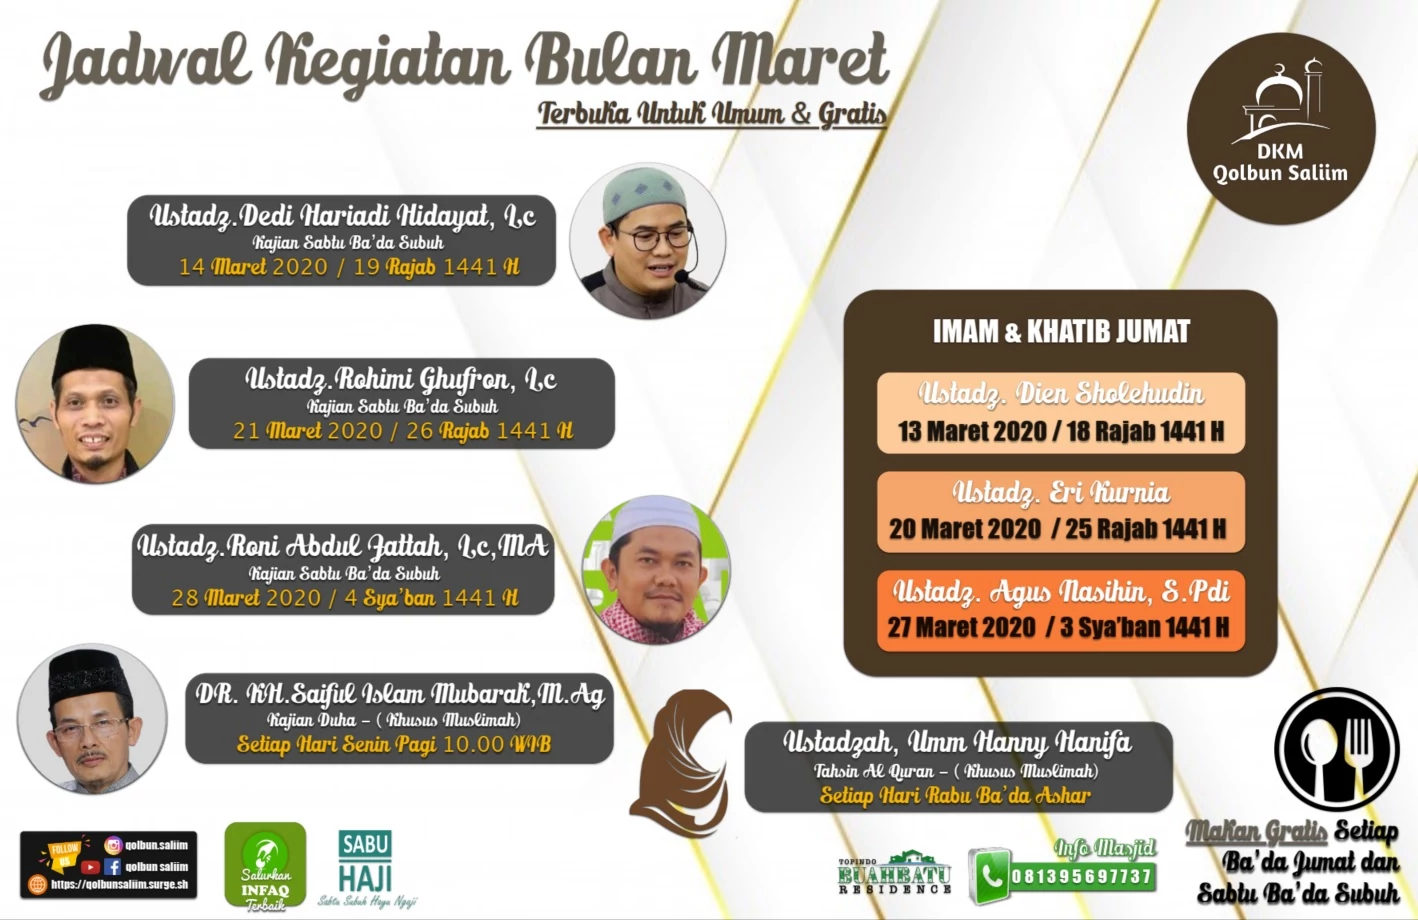 Jadwal Kegiatan Bulan Maret
Terbuka Untuk Umum & Gratis
DKM
Qolbun Saliim
Ustadz.Dedi Hariadi Hidayat, Lc
Kajian Sabtu Ba'da Subuh
14 Maret 2020 / 19 Rajab 1441 H
Ustadz.Rohimi Ghufron, Lc
Kajian Sabtu Ba'da Subuh
21 Maret 2020 / 26 Rajab 1441 H
Ustadz.Roni Abdul Fattah, Lc,MA
Kajian Sabtu Ba'da Subuh
28 Maret 2020 / 4 Sya'ban 1441 H
DR. KH.Saiful Islam Mubarak,M.Ag
Kajian Duha - ( Khusus Muslimah)
Setiap Hari Senin Pagi 10.00 WIB
IMAM & KHATIB JUMAT
Ustadz. Dien Sholehudin
13 Maret 2020 / 18 Rajab 1441 H
Ustadz. Eri Kurnia
20 Maret 2020 / 25 Rajab 1441 H
Ustadz. Agus Nasihin, S.Pdi
27 Maret 2020 / 3 Sya'ban 1441 H
Ustadzah, Umm Hanny Hanifa
Tahsin Al Quran - ( Khusus Muslimah)
Setiap Hari Rabu Ba'da Ashar
Makan Gratis Setiap
Ba'da Jumat dan
Sabtu Ba'da Subuh
FOLLOW
US
qolbun.saliim
qolbun saliim
https://qolbunsaliim.surge.sh
Salurkan
INFAQ
Terbaik
SABU
HAJI
Sabtu Subuh Hayu Ngaji
TOPINDO
BUAHBATU
RESIDENCE
Info Masjid
081395697737